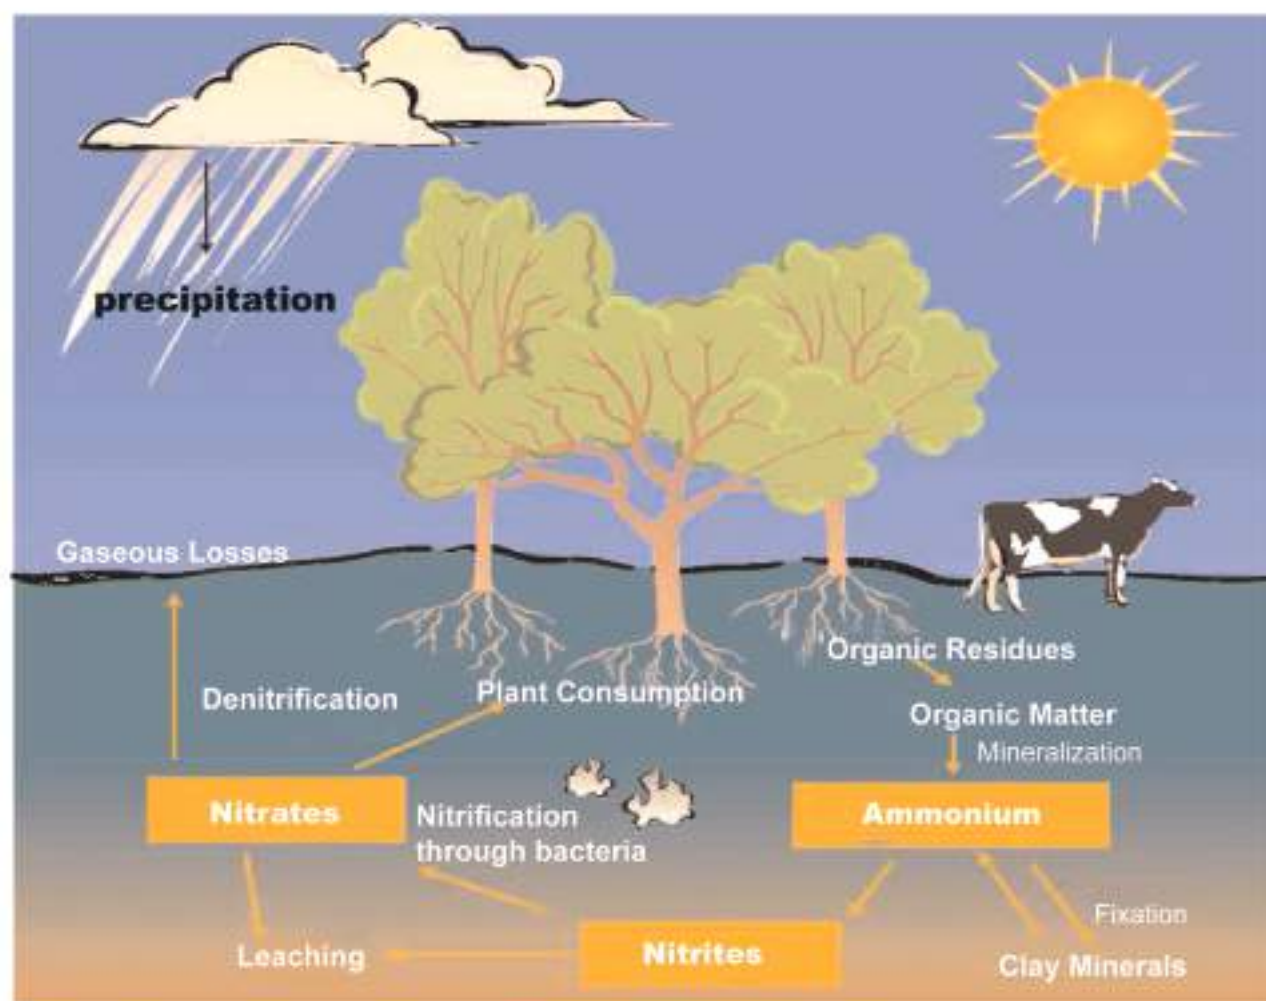 precipitation
Gaseous Losses
Organic Residues
Denitrification
Plant Consumption
Organic Matter
Mineralization
Nitrates
Nitrification
through bacteria
Ammonium
Fixation
Leaching
Nitrites
Clay Minerals